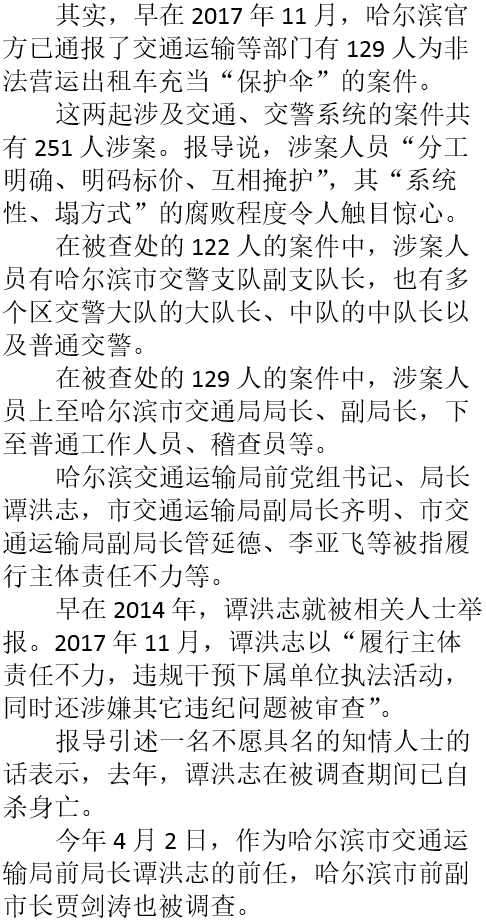 其实，早在 2017 年 11 月，哈尔滨官
方已通报了交通运输等部门有 129 人为非
法营运出租车充当“保护伞”的案件。
这两起涉及交通、交警系统的案件共
有 251 人涉案。报导说，涉案人员“分工
明确、明码标价、互相掩护”，其“系统
性、塌方式”的腐败程度令人触目惊心。
在被查处的 122 人的案件中，涉案人
员有哈尔滨市交警支队副支队长，也有多
个区交警大队的大队长、中队的中队长以
及普通交警。
在被查处的 129 人的案件中，涉案人
员上至哈尔滨市交通局局长、副局长，下
至普通工作人员、稽查员等。
哈尔滨交通运输局前党组书记、局长
谭洪志，市交通运输局副局长齐明、市交
通运输局副局长管延德、李亚飞等被指履
行主体责任不力等。
早在 2014 年，谭洪志就被相关人士举
报。2017 年 11 月，谭洪志以“履行主体
责任不力，违规干预下属单位执法活动，
同时还涉嫌其它违纪问题被审查”。
报导引述一名不愿具名的知情人士的
话表示，去年，谭洪志在被调查期间已自
杀身亡。
今年 4 月 2 日，作为哈尔滨市交通运
输局前局长谭洪志的前任，哈尔滨市前副
市长贾剑涛也被调查。